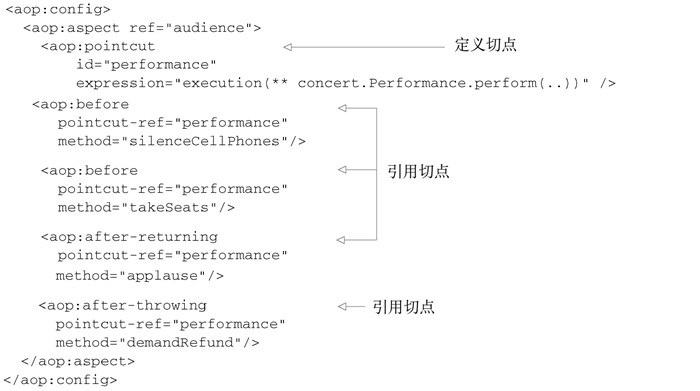 <aop:config>
<aop:aspect ref="audience">
<aop:pointcut 定义切点
id="performance"
expression="execution(** concert.Performance.perform(..))" />
<aop:before
pointcut-ref="performance"
method="silenceCellPhones"/>
<aop:before 引用切点
pointcut-ref="performance"
method="takeSeats"/>
<aop:after-returning
pointcut-ref="performance"
method="applause"/>
<aop:after-throwing 引用切点
pointcut-ref="performance"
method="demandRefund"/>
</aop:aspect>
</aop:config>